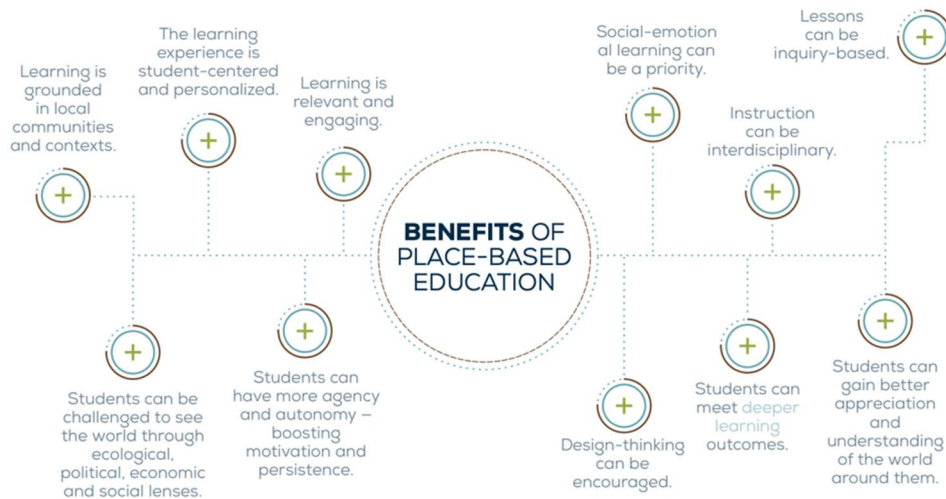 Learning is
grounded
in local
communities
and contexts.
The learning
experience is
student-centered
and personalized.
Learning is
relevant and
engaging.
Social-emotion
al learning can
be a priority.
Instruction
can be
interdisciplinary.
Lessons
can be
inquiry-based.
BENEFITS OF
PLACE-BASED
EDUCATION
Students can be
challenged to see
the world through
ecological,
political, economic
and social lenses.
Students can
have more agency
and autonomy –
boosting
motivation and
persistence.
Design-thinking
can be
encouraged.
Students can
meet deeper
learning
outcomes.
Students can
gain better
appreciation
and
understanding
of the world
around them.